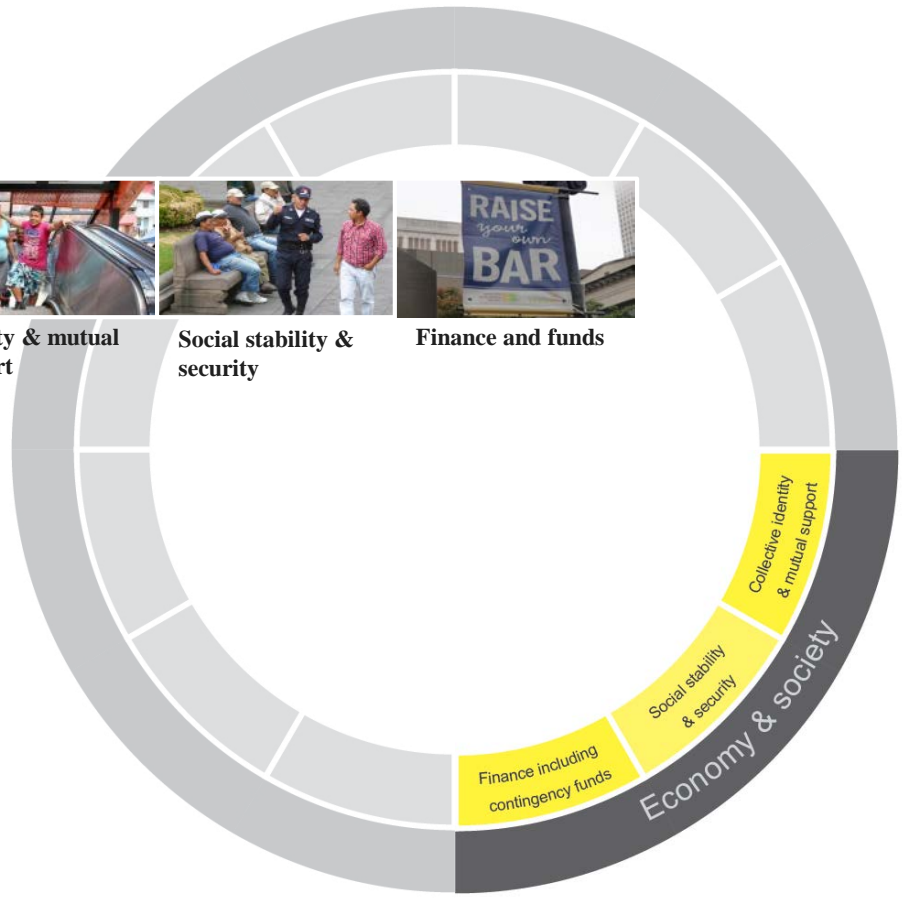 RAISE
your
own
BAR
ty & mutual
rt
Social stability &
security
Finance and funds
Collective identity
& mutual support
Social stability
& security
Finance including
contingency funds
Economy & society